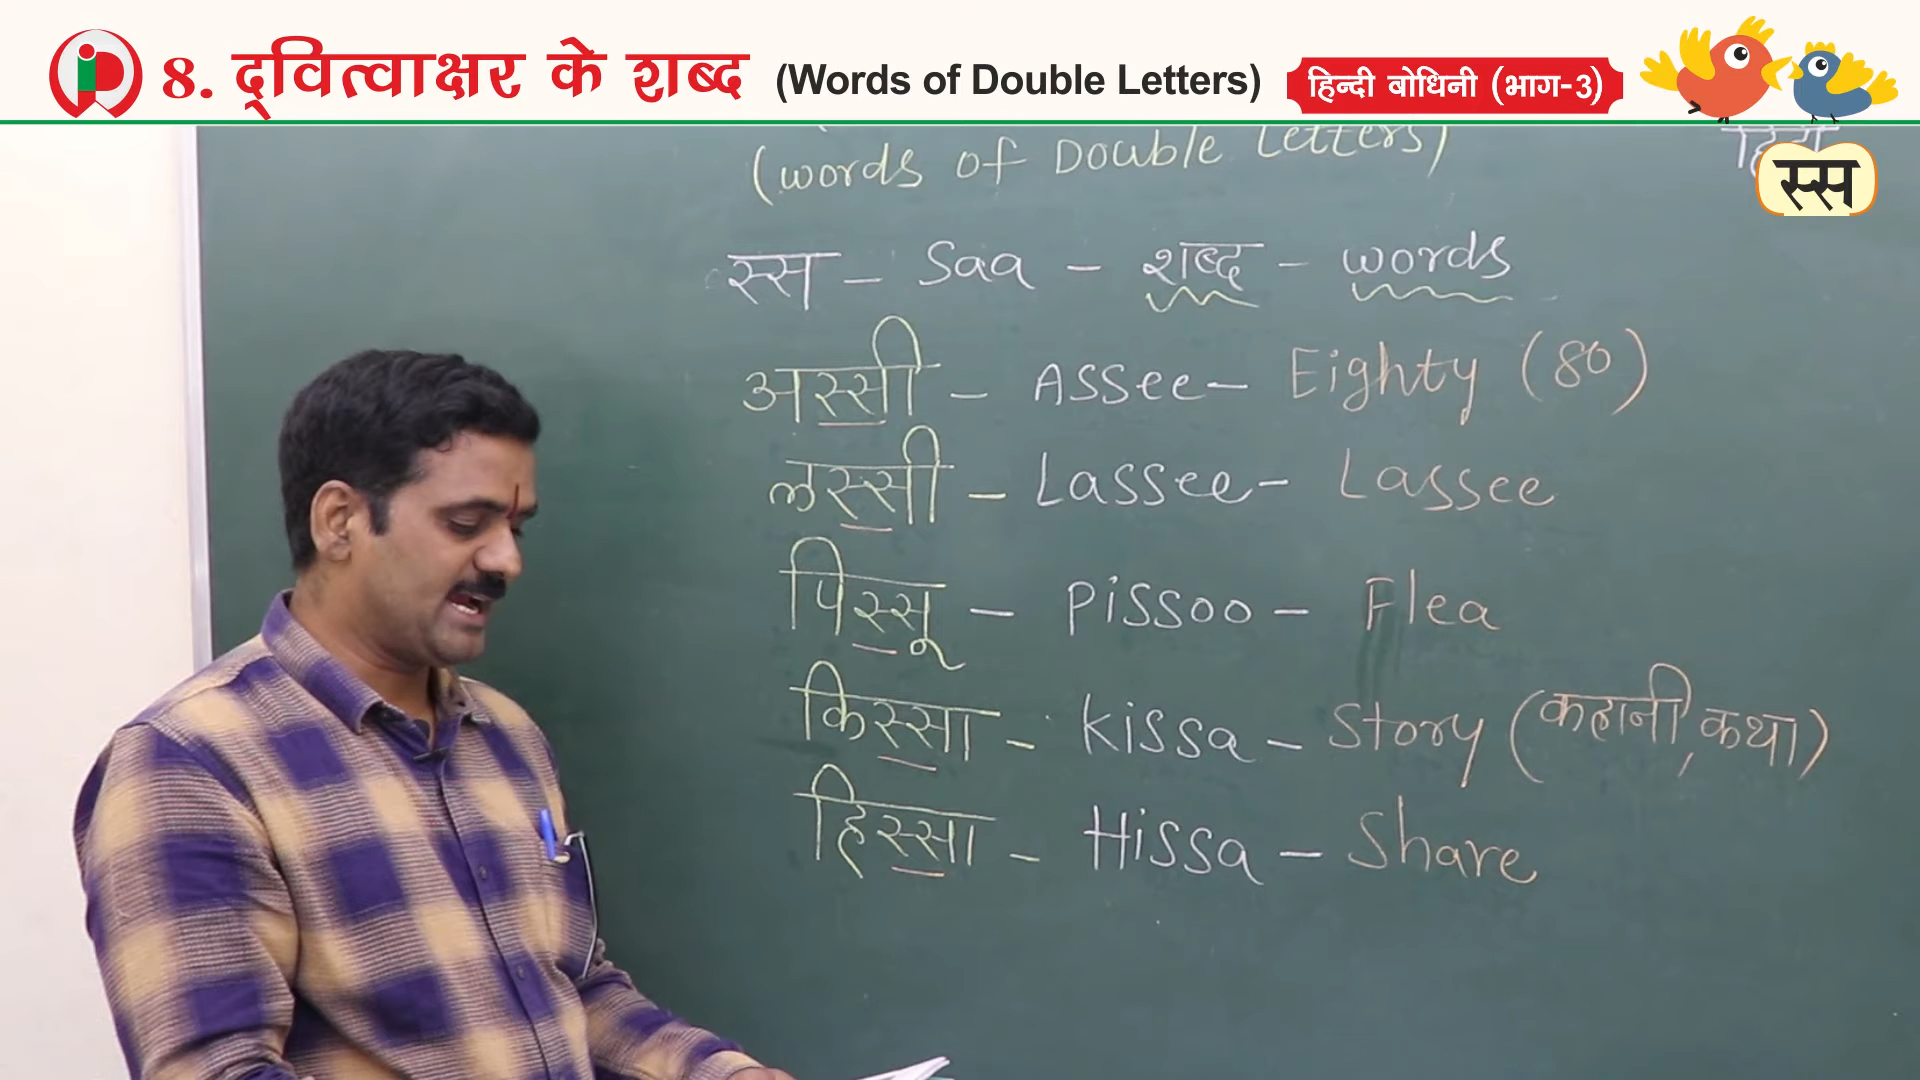 8. द्वित्वाक्षर के शब्द (Words of Double Letters) हिन्दी बोधिनी (भाग-3)
(words of Double Letters)
स्स
स्स – Saa – शब्द – words
अस्सी – Assee – Eighty (80)
लस्सी – Lassee – Lassee
पिस्सू – Pissoo – Flea
किस्सा – Kissa – Story (कहानी, कथा)
हिस्सा – Hissa – Share